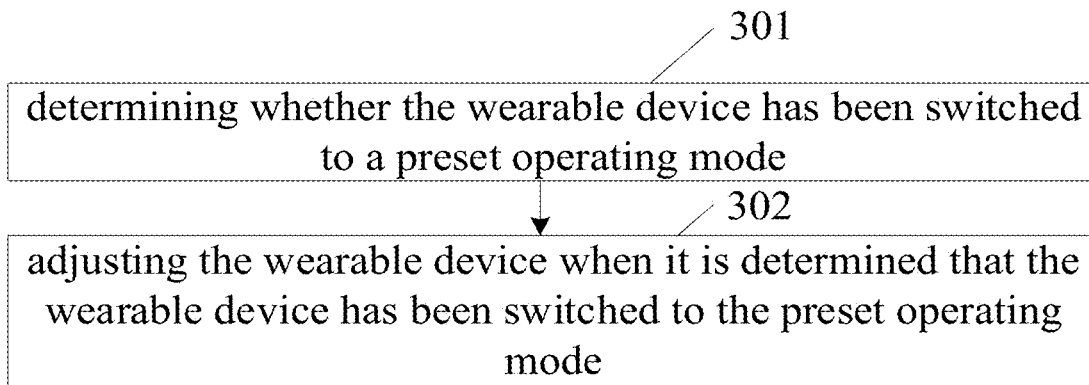 301
determining whether the wearable device has been switched
to a preset operating mode
302
adjusting the wearable device when it is determined that the
wearable device has been switched to the preset operating
mode